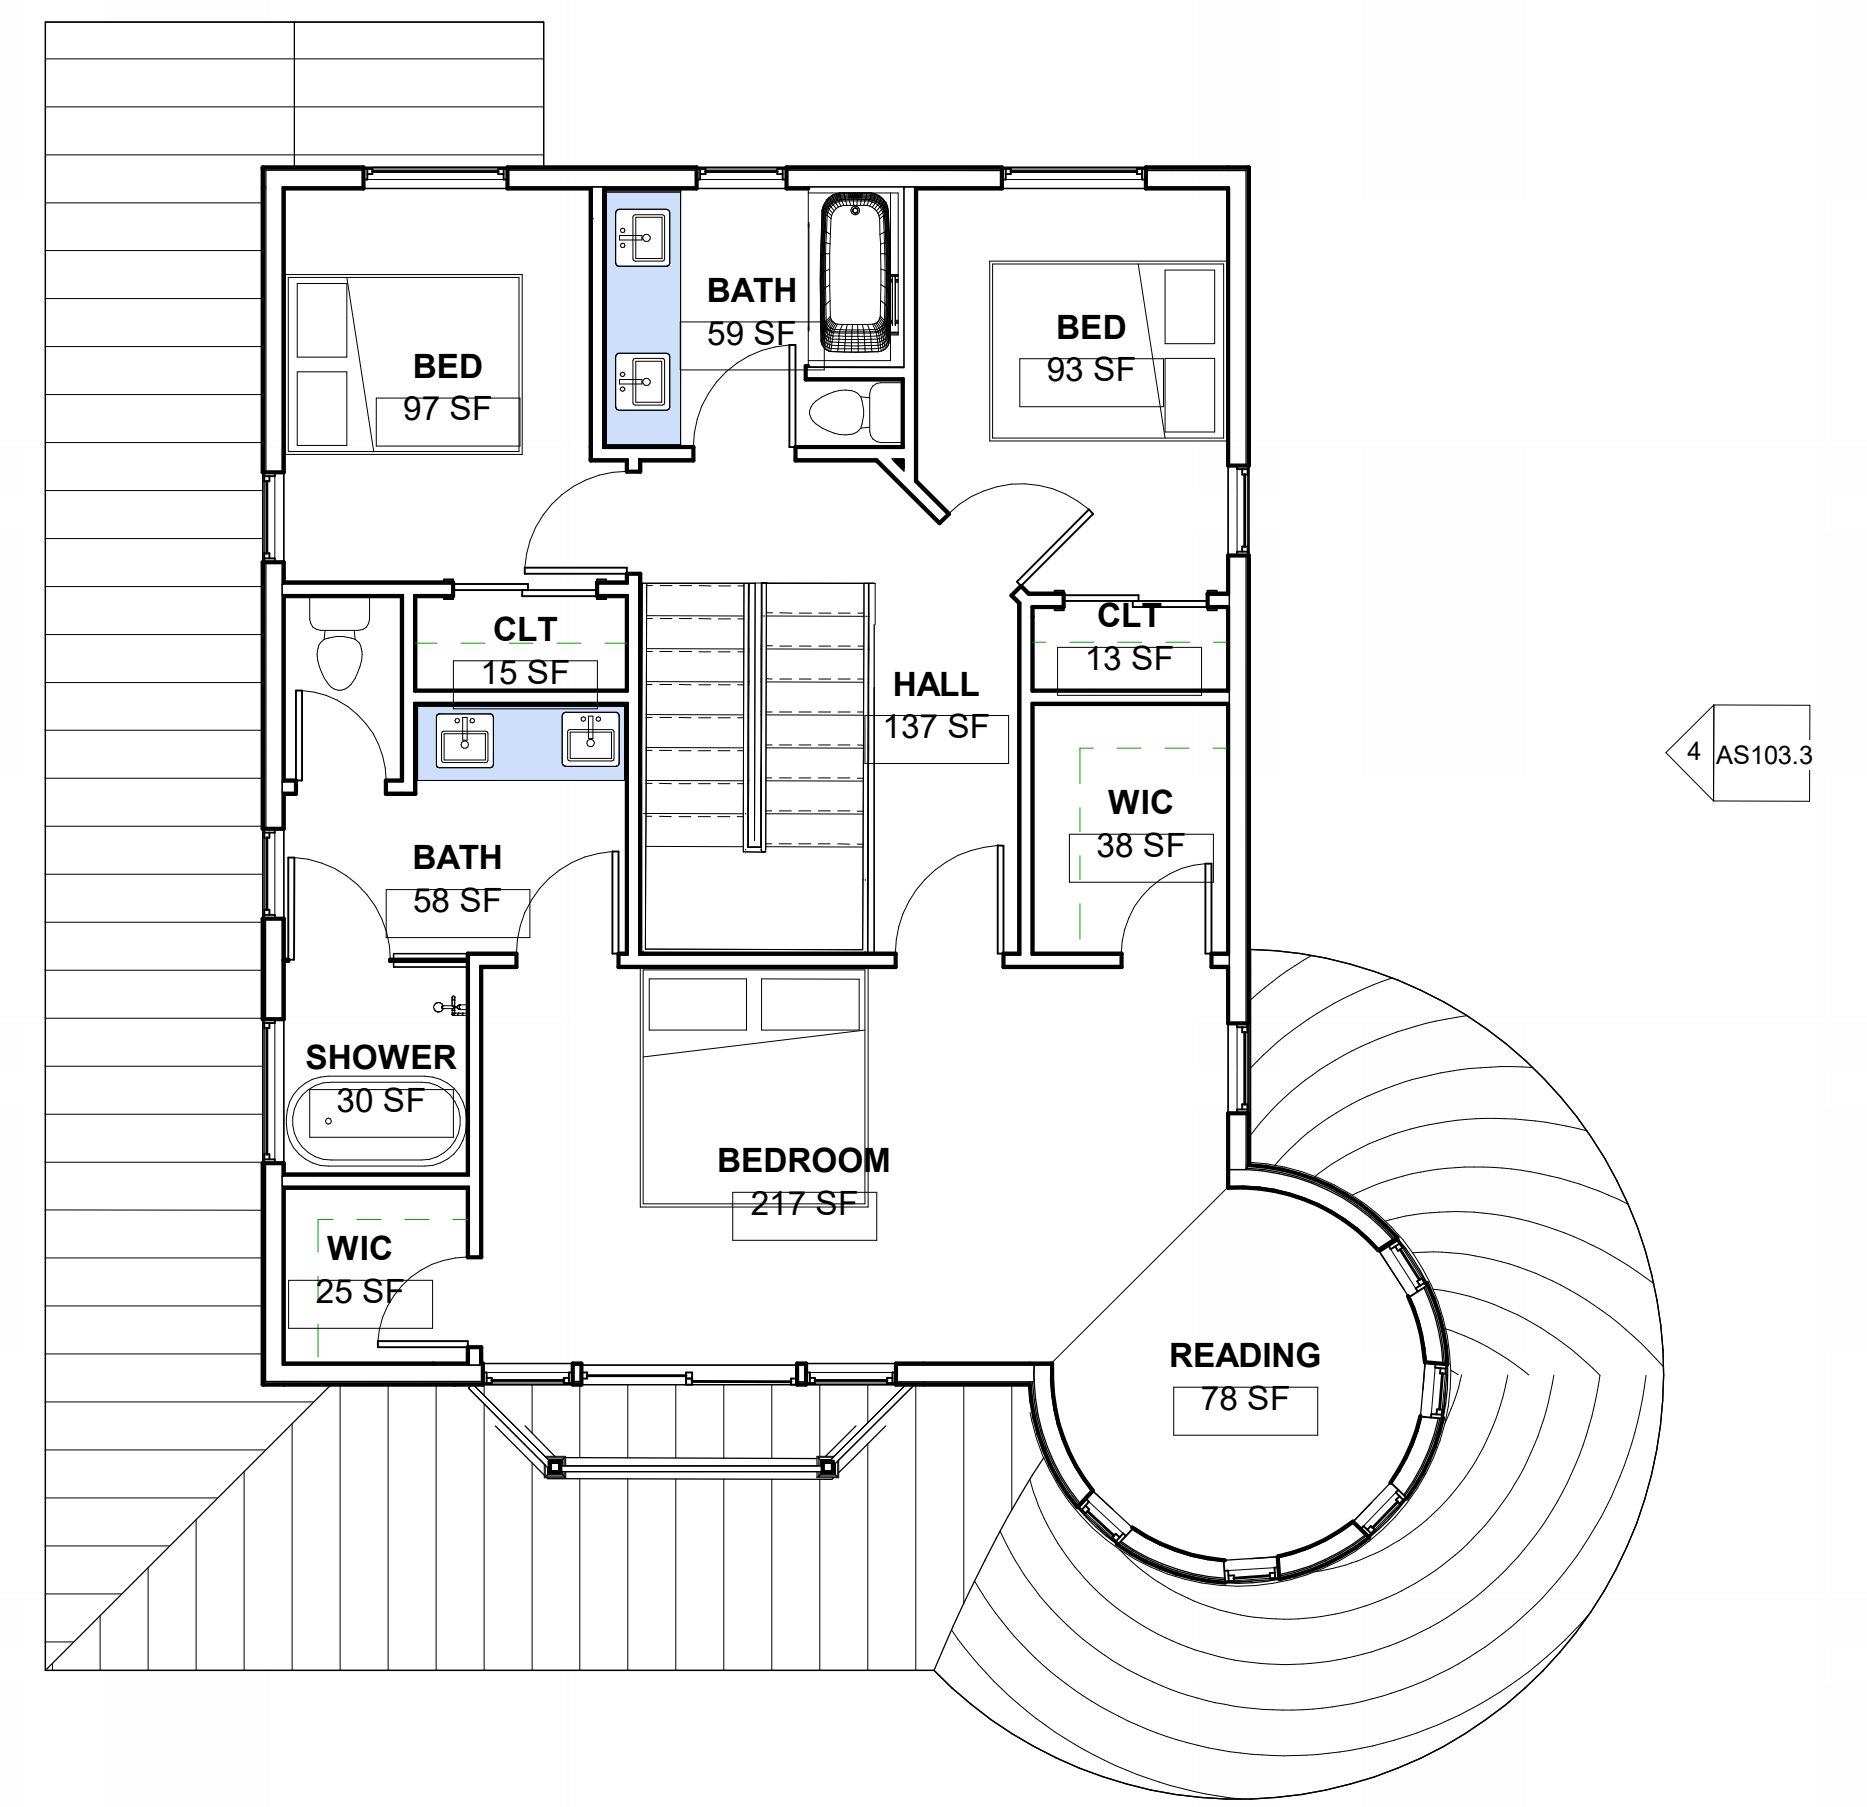 BATH
59 SF
BED
93 SF
BED
97 SF
CLT
15 SF
CLT
13 SF
HALL
137 SF
4
AS103.3
WIC
38 SF
BATH
58 SF
SHOWER
30 SF
BEDROOM
217 SF
WIC
25 SF
READING
78 SF